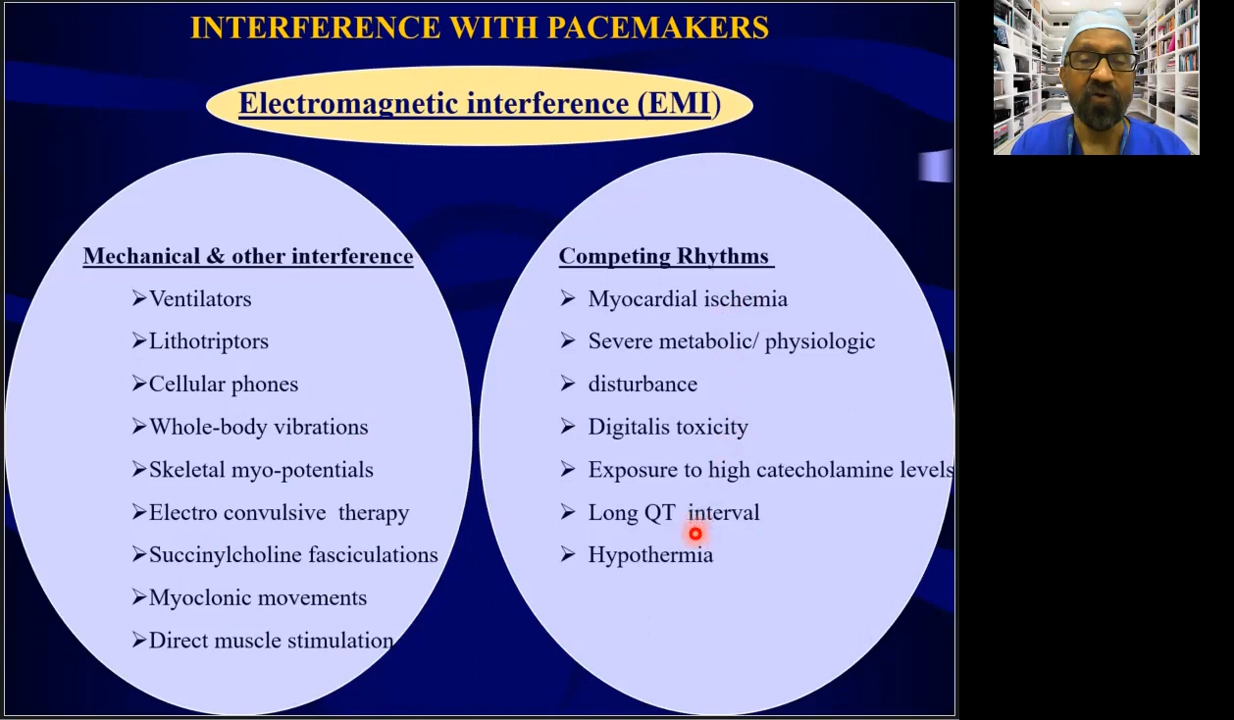 INTERFERENCE WITH PACEMAKERS
Electromagnetic interference (EMI)
Mechanical & other interference
➢Ventilators
➢Lithotriptors
➢Cellular phones
➢Whole-body vibrations
➢Skeletal myo-potentials
➢Electro convulsive therapy
➢Succinylcholine fasciculations
➢Myoclonic movements
➢Direct muscle stimulation
Competing Rhythms
➢ Myocardial ischemia
➢ Severe metabolic/ physiologic
➢ disturbance
➢ Digitalis toxicity
➢ Exposure to high catecholamine levels
➢ Long QT interval
➢ Hypothermia